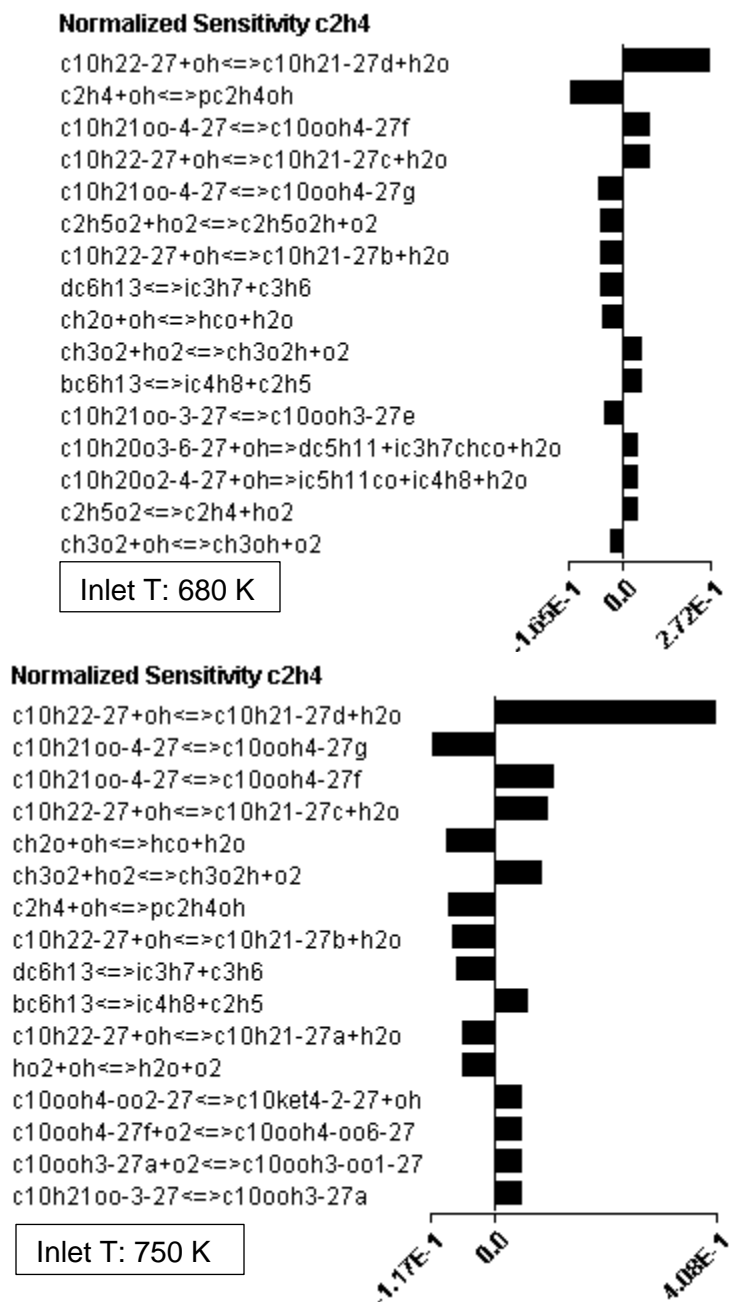 Normalized Sensitivity c2h4
c10h22-27+oh<=>c10h21-27d+h2o
c2h4+oh<=>pc2h4oh
c10h21oo-4-27<=>c10ooh4-27f
c10h22-27+oh<=>c10h21-27c+h2o
c10h21oo-4-27<=>c10ooh4-27g
c2h5o2+ho2<=>c2h5o2h+o2
c10h22-27+oh<=>c10h21-27b+h2o
dc6h13<=>ic3h7+c3h6
ch2o+oh<=>hco+h2o
ch3o2+ho2<=>ch3o2h+o2
bc6h13<=>ic4h8+c2h5
c10h21oo-3-27<=>c10ooh3-27e
c10h20o3-6-27+oh=>dc5h11+ic3h7chco+h2o
c10h20o2-4-27+oh=>ic5h11co+ic4h8+h2o
c2h5o2<=>c2h4+ho2
ch3o2+oh<=>ch3oh+o2
Inlet T: 680 K
-1.65E-1 0.0 2.72E-1
Normalized Sensitivity c2h4
c10h22-27+oh<=>c10h21-27d+h2o
c10h21oo-4-27<=>c10ooh4-27g
c10h21oo-4-27<=>c10ooh4-27f
c10h22-27+oh<=>c10h21-27c+h2o
ch2o+oh<=>hco+h2o
ch3o2+ho2<=>ch3o2h+o2
c2h4+oh<=>pc2h4oh
c10h22-27+oh<=>c10h21-27b+h2o
dc6h13<=>ic3h7+c3h6
bc6h13<=>ic4h8+c2h5
c10h22-27+oh<=>c10h21-27a+h2o
ho2+oh<=>h2o+o2
c10ooh4-oo2-27<=>c10ket4-2-27+oh
c10ooh4-27f+o2<=>c10ooh4-oo6-27
c10ooh3-27a+o2<=>c10ooh3-oo1-27
c10h21oo-3-27<=>c10ooh3-27a
Inlet T: 750 K
-1.17E-1 0.0 4.08E-1